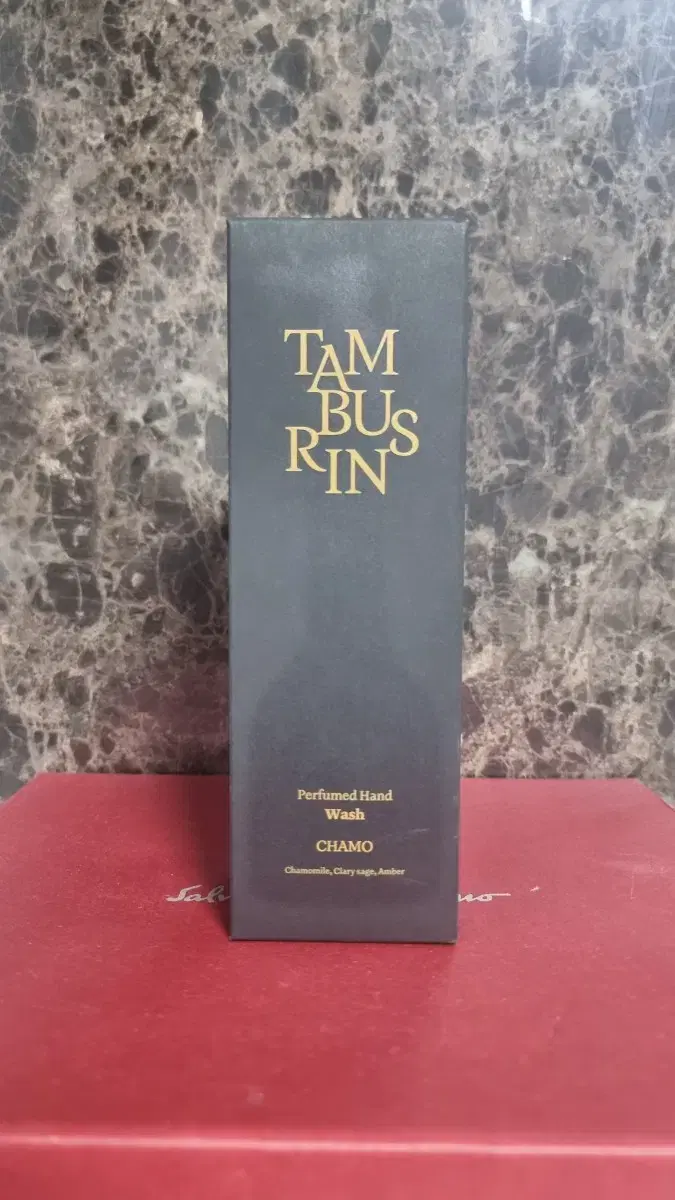 TAM
BUS
RIN
Perfumed Hand
Wash
CHAMO
Chamomile, Clary sage, Amber